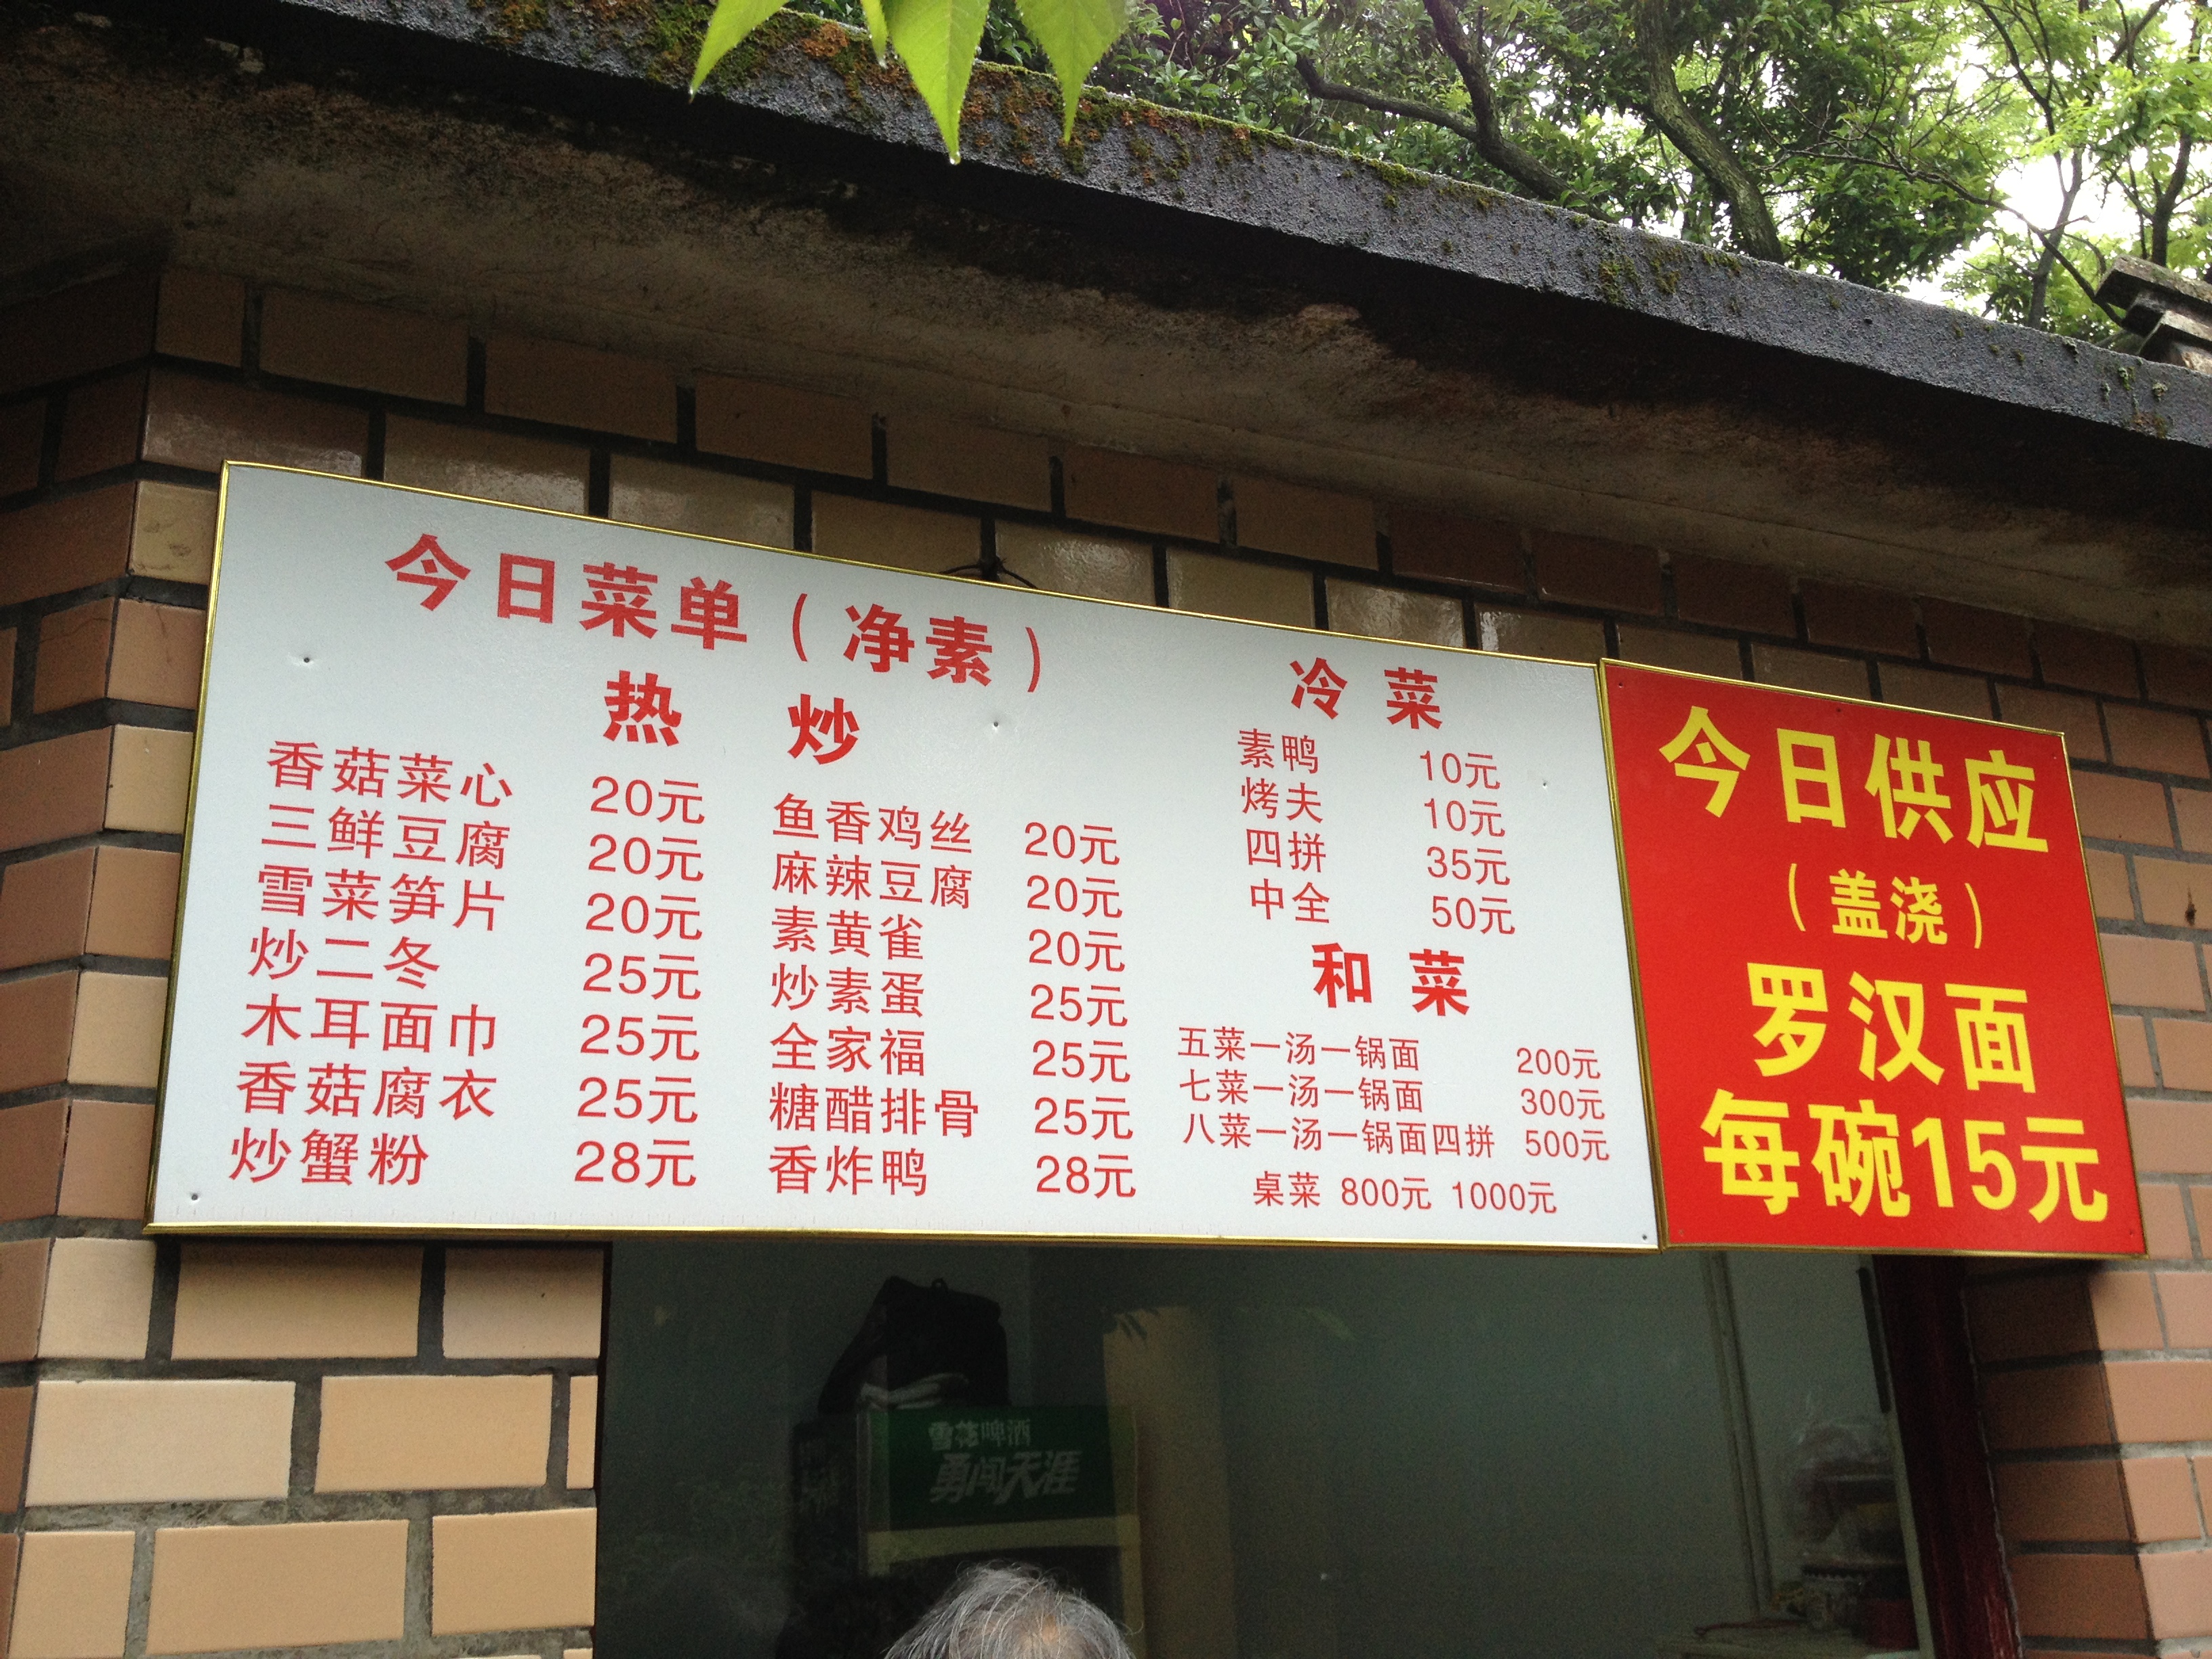 今日菜单（净素）
热 炒
香菇菜心 20元
三鲜豆腐 20元
雪菜笋片 20元
炒二冬 25元
木耳面巾 25元
香菇腐衣 25元
炒蟹粉 28元
鱼香鸡丝 20元
麻辣豆腐 20元
素黄雀 20元
炒素蛋 25元
全家福 25元
糖醋排骨 25元
香炸鸭 28元
冷 菜
素鸭 10元
烤夫 10元
四拼 35元
中全 50元
和 菜
五菜一汤一锅面 200元
七菜一汤一锅面 300元
八菜一汤一锅面四拼 500元
桌菜 800元 1000元
今日供应
（盖浇）
罗汉面
每碗15元
雪花啤酒
勇闯天涯